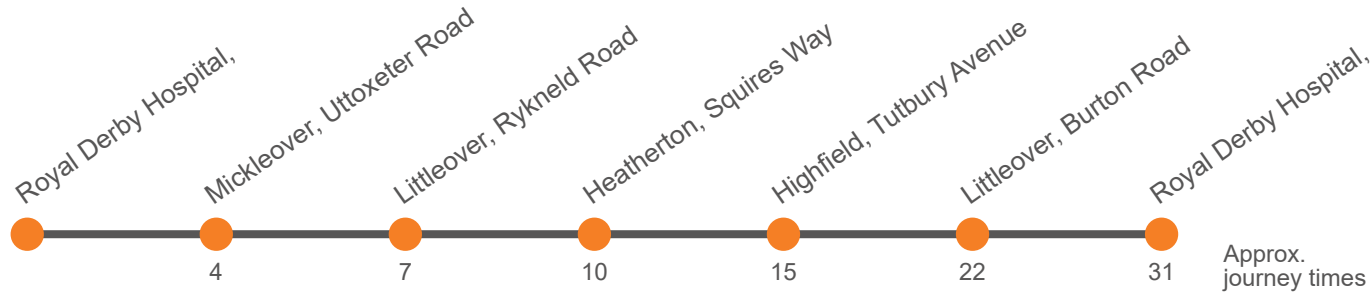 Royal Derby Hospital,
Mickleover, Uttoxeter Road
Littleover, Rykneld Road
Heatherton, Squires Way
Highfield, Tutbury Avenue
Littleover, Burton Road
Royal Derby Hospital,
4
7
10
15
22
31
Approx.
journey times